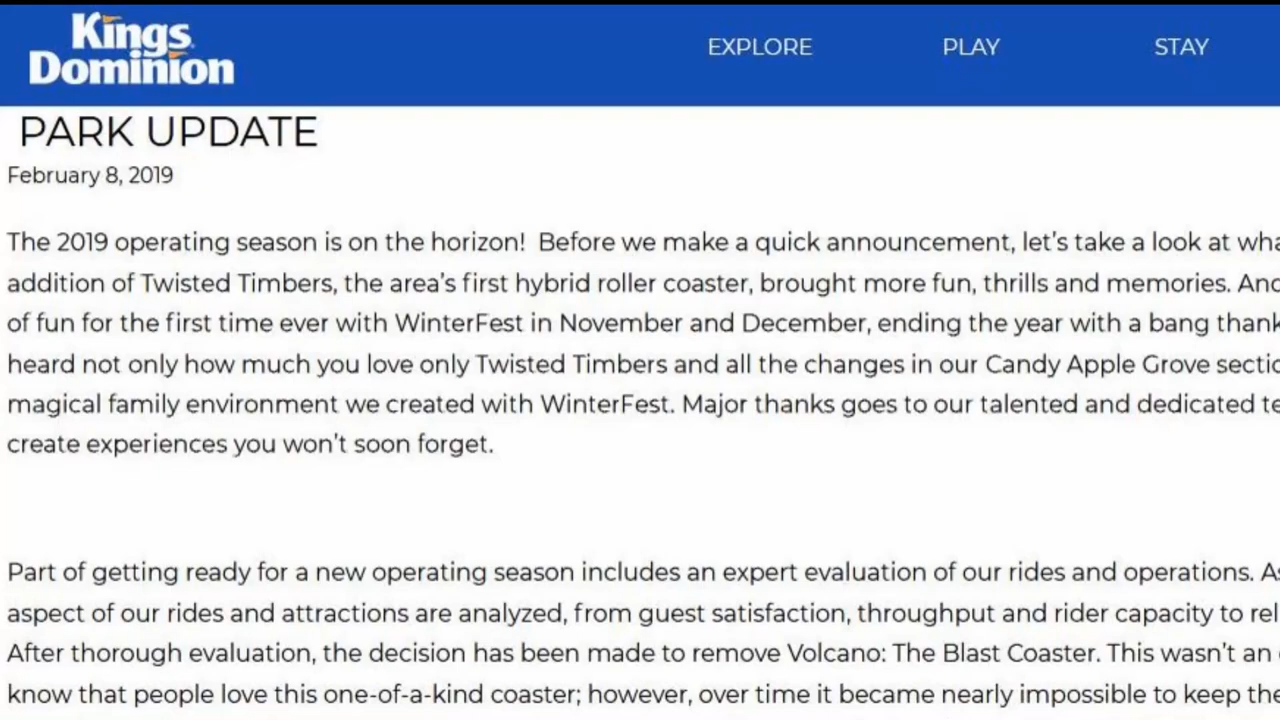 Kings
Dominion
EXPLORE PLAY STAY
PARK UPDATE
February 8, 2019
The 2019 operating season is on the horizon! Before we make a quick announcement, let's take a look at
addition of Twisted Timbers, the area's first hybrid roller coaster, brought more fun, thrills and memories. And
of fun for the first time ever with WinterFest in November and December, ending the year with a bang thank
heard not only how much you love only Twisted Timbers and all the changes in our Candy Apple Grove
magical family environment we created with WinterFest. Major thanks goes to our talented and dedicated
create experiences you won't soon forget.
Part of getting ready for a new operating season includes an expert evaluation of our rides and operations.
aspect of our rides and attractions are analyzed, from guest satisfaction, throughput and rider capacity to
After thorough evaluation, the decision has been made to remove Volcano: The Blast Coaster. This wasn't an
know that people love this one-of-a-kind coaster; however, over time it became nearly impossible to keep the